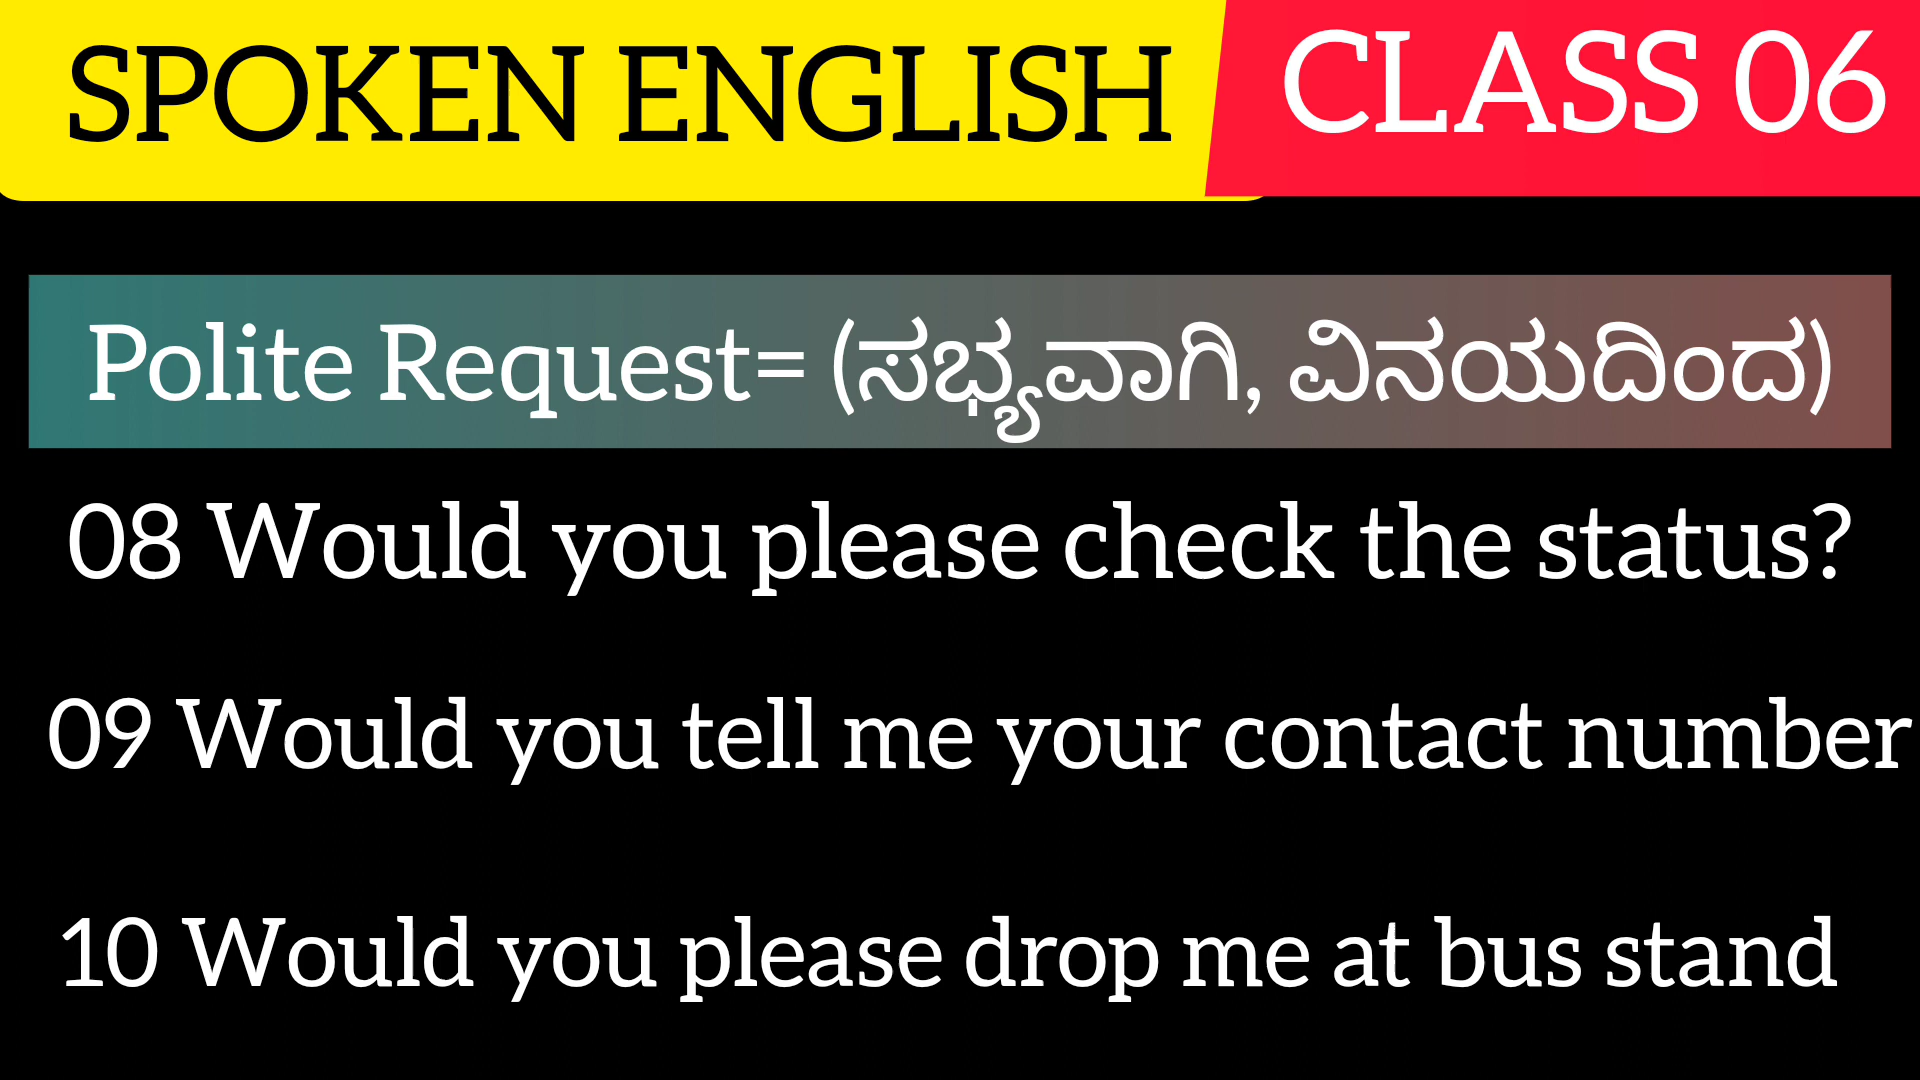 SPOKEN ENGLISH CLASS 06
Polite Request= (ಸಭ್ಯವಾಗಿ, ವಿನಯದಿಂದ)
08 Would you please check the status?
09 Would you tell me your contact number
10 Would you please drop me at bus stand